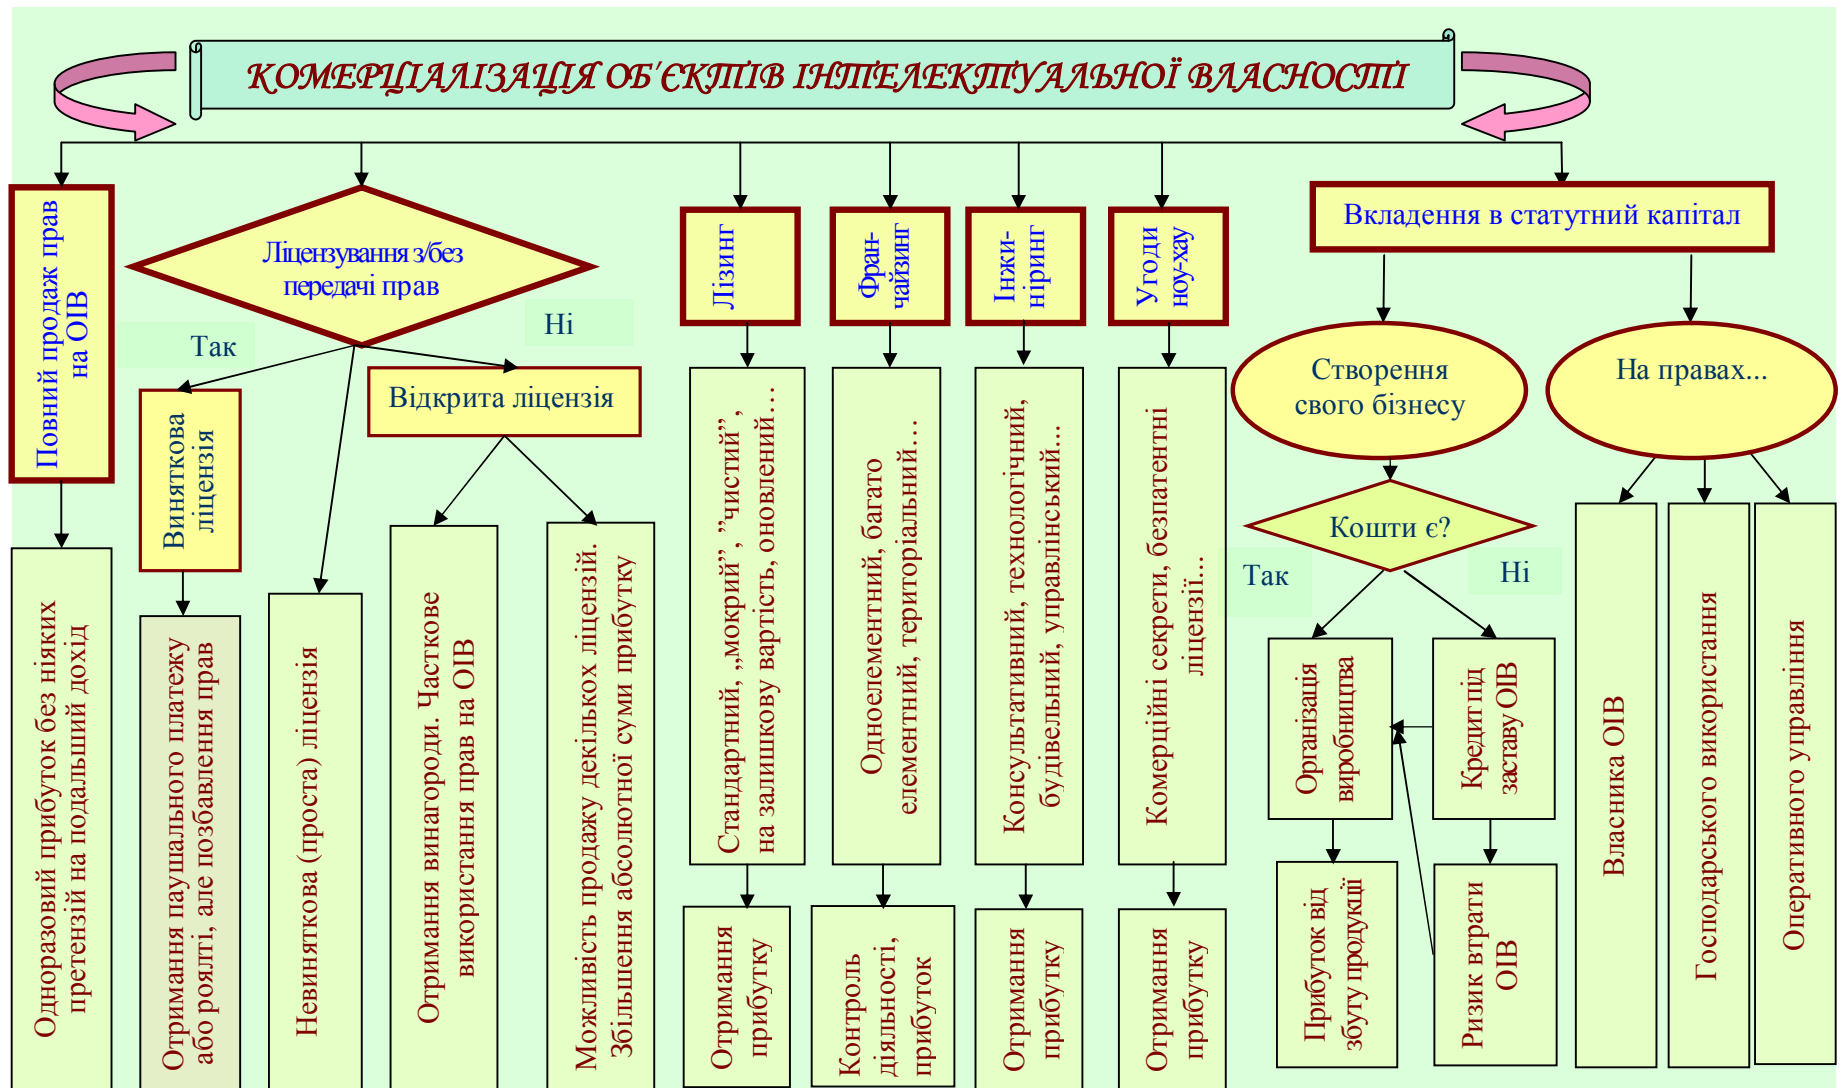 КОМЕРЦІАЛІЗАЦІЯ ОБ'ЄКТІВ ІНТЕЛЕКТУАЛЬНОЇ ВЛАСНОСТІ
Повний продаж прав
на ОІВ
Ліцензування з/без
передачі прав
Лізинг
Фран-
чайзинг
Інжи-
ніринг
Угоди
ноу-хау
Вкладення в статутний капітал
Так
Ні
Виняткова
ліцензія
Відкрита ліцензія
Створення
свого бізнесу
На правах...
Кошти є?
Так
Ні
Одноразовий прибуток без ніяких
претензій на подальший дохід
Отримання паушального платежу
або роялті, але позбавлення прав
Невиняткова (проста) ліцензія
Отримання винагороди. Часткове
використання прав на ОІВ
Можливість продажу декількох ліцензій.
Збільшення абсолютної суми прибутку
Стандартний, „мокрий”, ”чистий”,
на залишкову вартість, оновлений…
Одноелементний, багато
елементний, територіальний…
Консультативний, технологічний,
будівельний, управлінський...
Комерційні секрети, безпатентні
ліцензії...
Організація
виробництва
Кредит під
заставу ОІВ
Власника ОІВ
Господарського використання
Оперативного управління
Отримання
прибутку
Контроль
діяльності,
прибуток
Отримання
прибутку
Отримання
прибутку
Прибуток від
збуту продукції
Ризик втрати
ОІВ